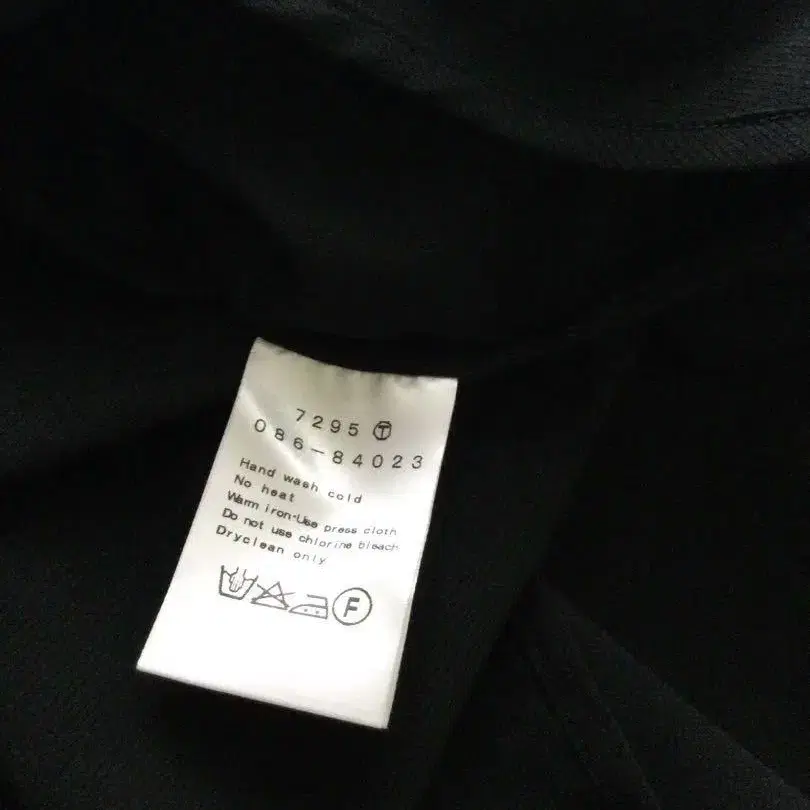 7295 Ⓣ
086-84023
Hand wash cold
No heat
Warm iron·Use press cloth
Do not use chlorine bleach
Dryclean only
F